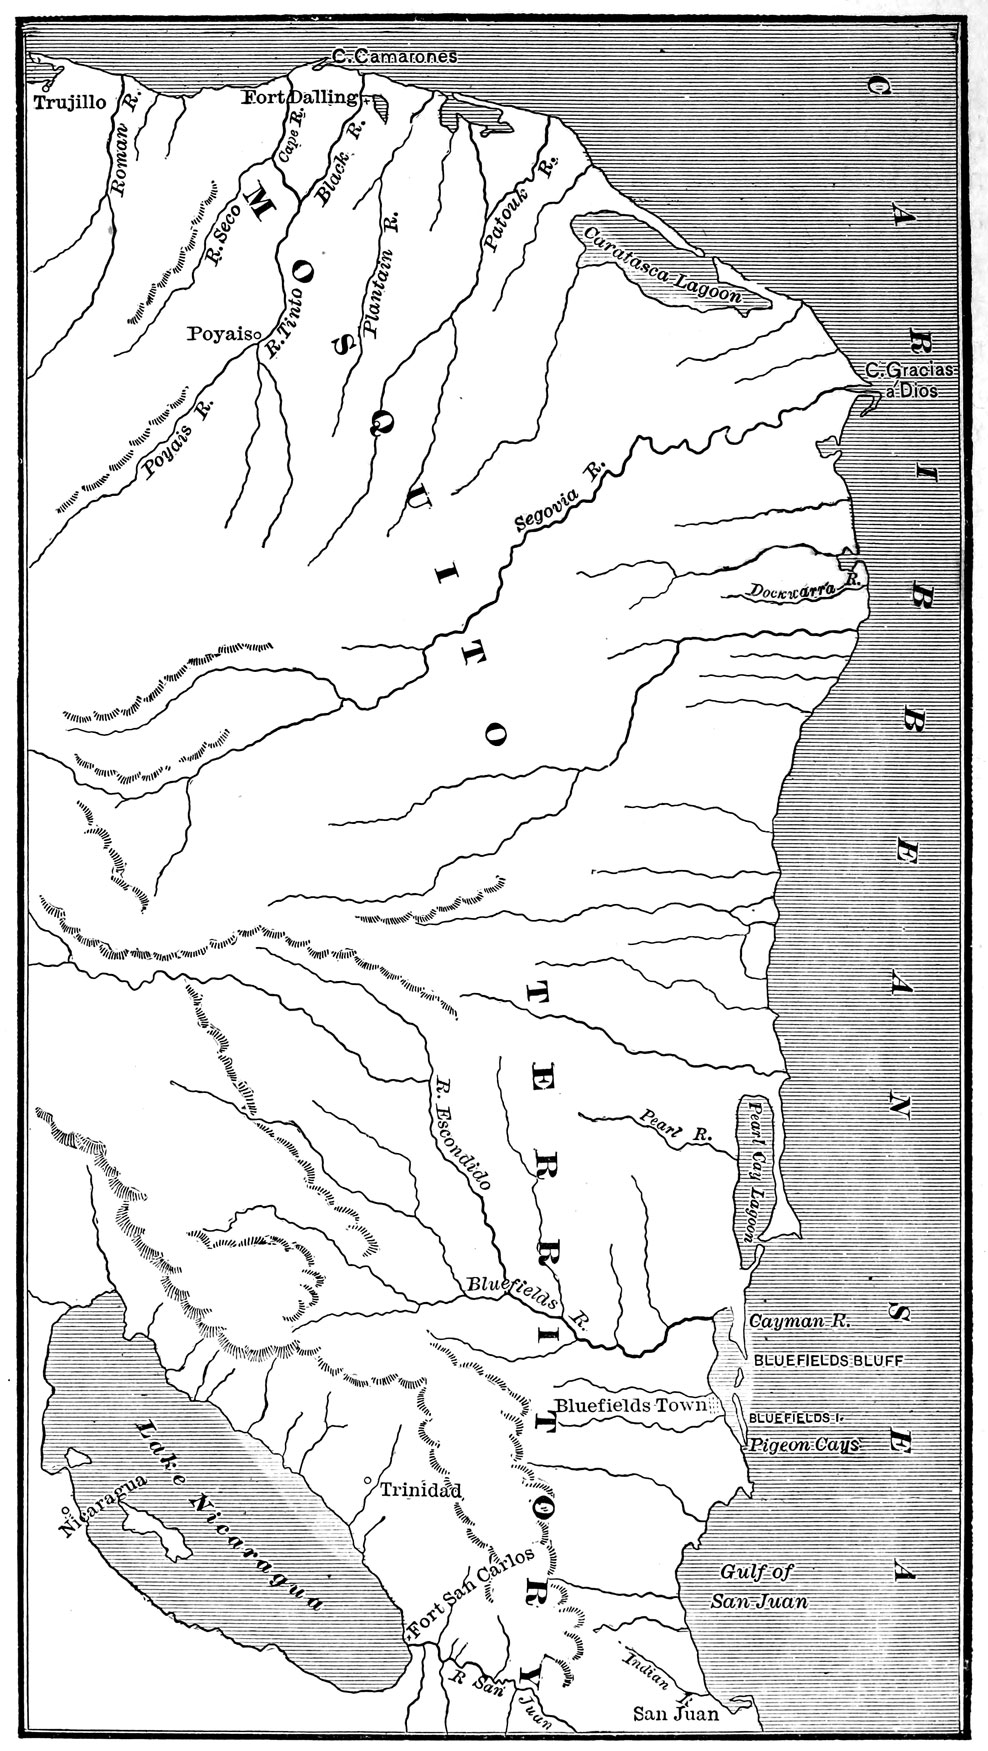 C. Camarones
Trujillo
Fort Dalling
Roman R.
Cape R.
Black R.
R. Seco
Patouk R.
Plantain R.
Caratasca Lagoon
R. Tinto
Poyais
Poyais R.
C. Gracias
á Dios
Segovia R.
Dockwarra R.
MOSQUITO TERRITORY
CARIBBEAN SEA
R. Escondido
Pearl R.
Pearl Cay Lagoon
Bluefields R.
Cayman R.
BLUEFIELDS BLUFF
Bluefields Town
BLUEFIELDS I.
Pigeon Cays
Lake Nicaragua
Nicaragua
Trinidad
Fort San Carlos
Gulf of
San Juan
Indian R.
R San Juan
San Juan